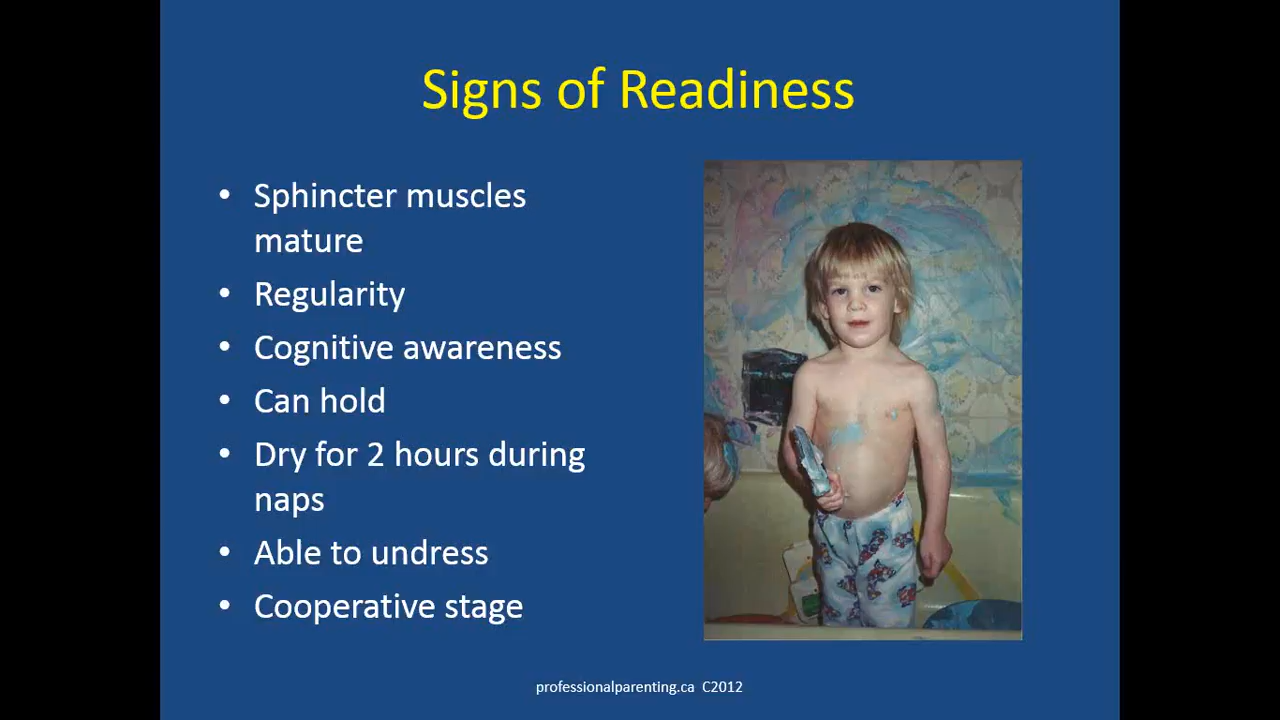 Signs of Readiness
• Sphincter muscles
mature
• Regularity
• Cognitive awareness
• Can hold
• Dry for 2 hours during
naps
• Able to undress
• Cooperative stage
professionalparenting.ca C2012